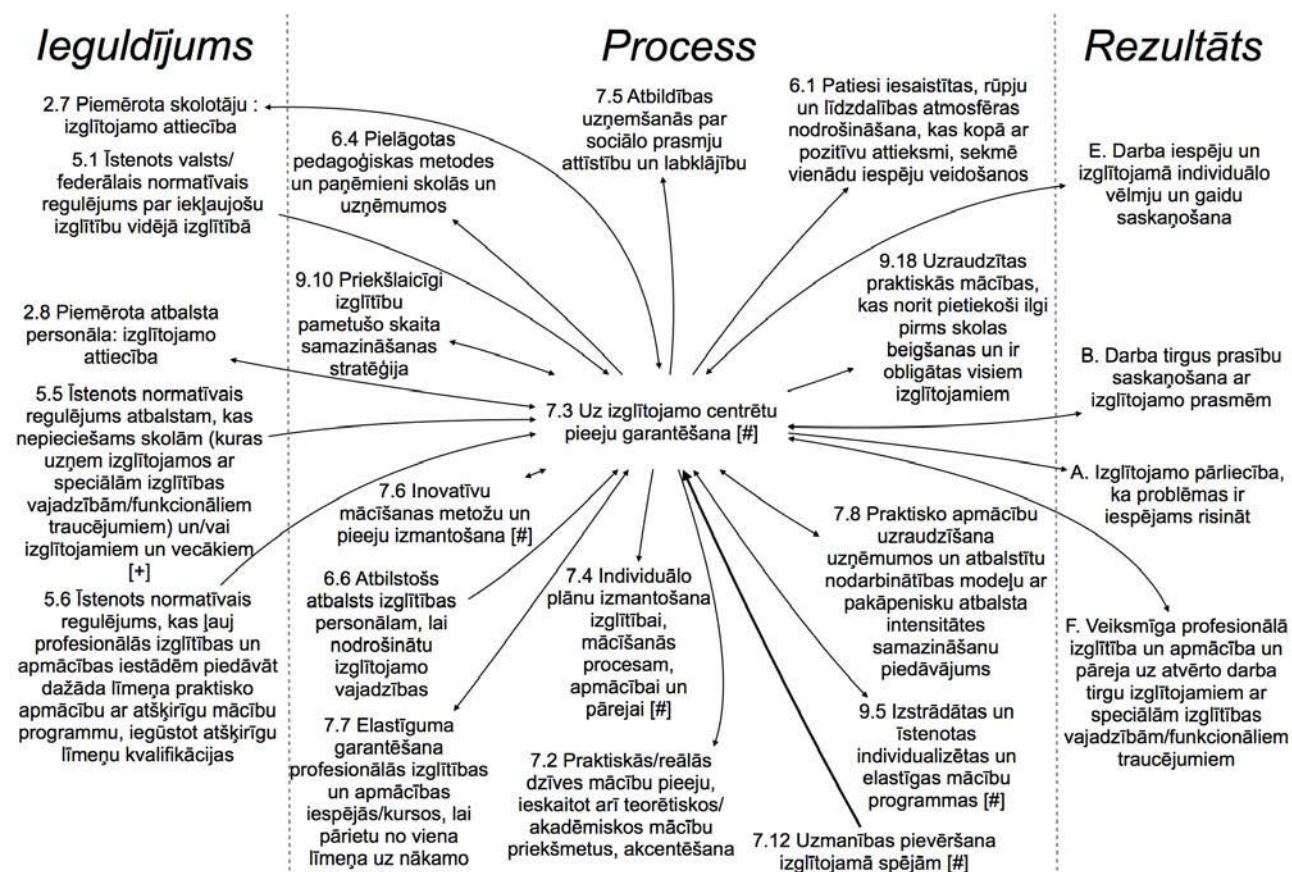 Ieguldījums
Process
Rezultāts
2.7 Piemērota skolotāju :
izglītojamo attiecība
5.1 Īstenots valsts/
federālais normatīvais
regulējums par iekļaujošu
izglītību vidējā izglītībā
2.8 Piemērota atbalsta
personāla: izglītojamo
attiecība
5.5 Īstenots normatīvais
regulējums atbalstam, kas
nepieciešams skolām (kuras
uzņem izglītojamos ar
speciālām izglītības
vajadzībām/funkcionāliem
traucējumiem) un/vai
izglītojamiem un vecākiem
[+]
5.6 Īstenots normatīvais
regulējums, kas ļauj
profesionālās izglītības un
apmācības iestādēm piedāvāt
dažāda līmeņa praktisko
apmācību ar atšķirīgu mācību
programmu, iegūstot atšķirīgu
līmeņu kvalifikācijas
6.4 Pielāgotas
pedagoģiskas metodes
un paņēmieni skolās un
uzņēmumos
7.5 Atbildības
uzņemšanās par
sociālo prasmju
attīstību un labklājību
6.1 Patiesi iesaistītas, rūpju
un līdzdalības atmosfēras
nodrošināšana, kas kopā ar
pozitīvu attieksmi, sekmē
vienādu iespēju veidošanos
9.10 Priekšlaicīgi
izglītību
pametušo skaita
samazināšanas
stratēģija
9.18 Uzraudzītas
praktiskās mācības,
kas norit pietiekoši ilgi
pirms skolas
beigšanas un ir
obligātas visiem
izglītojamiem
7.3 Uz izglītojamo centrētu
pieeju garantēšana [#]
7.6 Inovatīvu
mācīšanas metožu un
pieeju izmantošana [#]
6.6 Atbilstošs
atbalsts izglītības
personālam, lai
nodrošinātu
izglītojamo
vajadzības
7.7 Elastīguma
garantēšana
profesionālās izglītības
un apmācības
iespējās/kursos, lai
pārietu no viena
līmeņa uz nākamo
7.4 Individuālo
plānu izmantošana
izglītībai,
mācīšanās
procesam,
apmācībai un
pārejai [#]
7.2 Praktiskās/reālās
dzīves mācību pieeju,
ieskaitot arī teorētiskos/
akadēmiskos mācību
priekšmetus, akcentēšana
7.8 Praktisko apmācību
uzraudzīšana
uzņēmumos un atbalstītu
nodarbinātības modeļu ar
pakāpenisku atbalsta
intensitātes
samazināšanu
piedāvājums
9.5 Izstrādātas un
īstenotas
individualizētas un
elastīgas mācību
programmas [#]
7.12 Uzmanības pievēršana
izglītojamā spējām [#]
E. Darba iespēju un
izglītojamā individuālo
vēlmju un gaidu
saskaņošana
B. Darba tirgus prasību
saskaņošana ar
izglītojamo prasmēm
A. Izglītojamo pārliecība,
ka problēmas ir
iespējams risināt
F. Veiksmīga profesionālā
izglītība un apmācība un
pāreja uz atvērto darba
tirgu izglītojamiem ar
speciālām izglītības
vajadzībām/funkcionāliem
traucējumiem